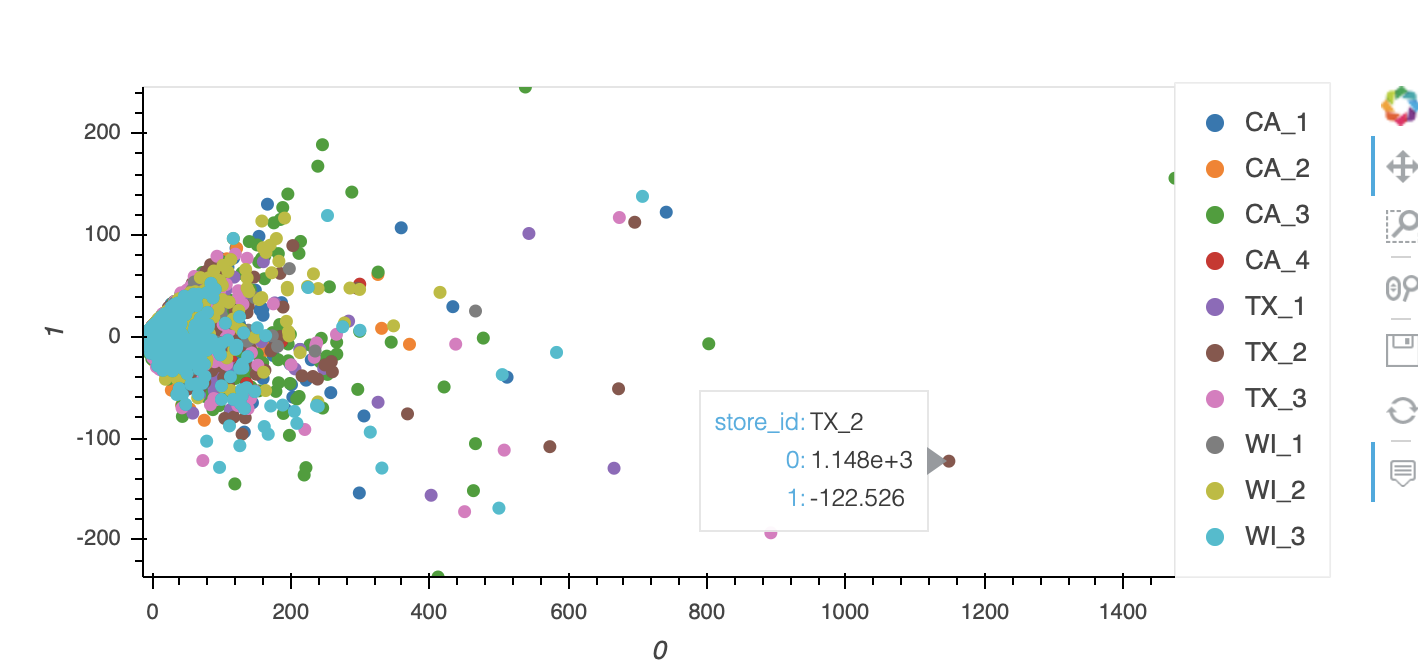 200
100
0
-100
-200
1
0
200
400
600
800
1000
1200
1400
0
store_id: TX_2
0: 1.148e+3
1: -122.526
CA_1
CA_2
CA_3
CA_4
TX_1
TX_2
TX_3
WI_1
WI_2
WI_3